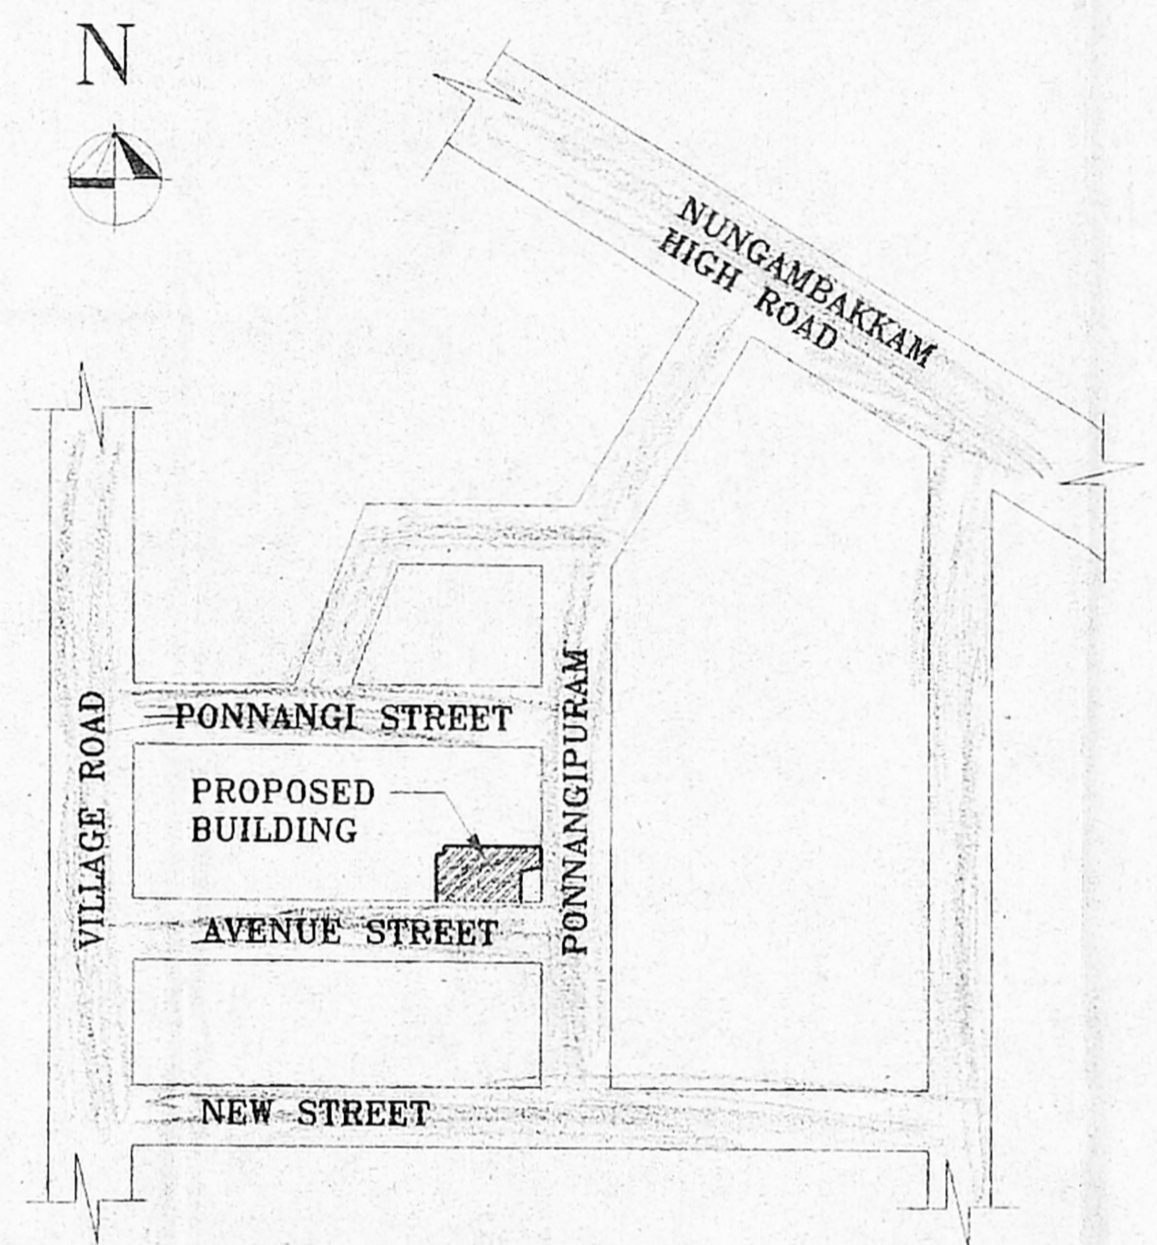 N
NUNGAMBAKKAM
HIGH ROAD
PONNANGI STREET
VILLAGE ROAD
PROPOSED
BUILDING
PONNANGIPURAM
AVENUE STREET
NEW STREET